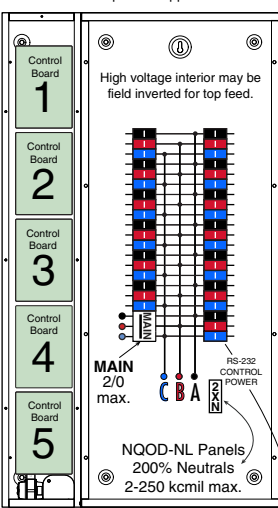 Control
Board
1
Control
Board
2
Control
Board
3
Control
Board
4
Control
Board
5
High voltage interior may be
field inverted for top feed.
MAIN
MAIN
2/0
max.
C B A
2XN
RS-232
CONTROL
POWER
NQOD-NL Panels
200% Neutrals
2-250 kcmil max.